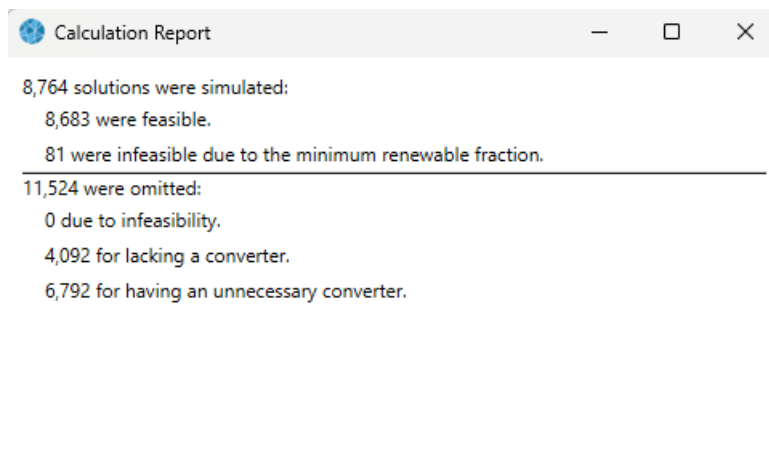 Calculation Report
8,764 solutions were simulated:
8,683 were feasible.
81 were infeasible due to the minimum renewable fraction.
11,524 were omitted:
0 due to infeasibility.
4,092 for lacking a converter.
6,792 for having an unnecessary converter.